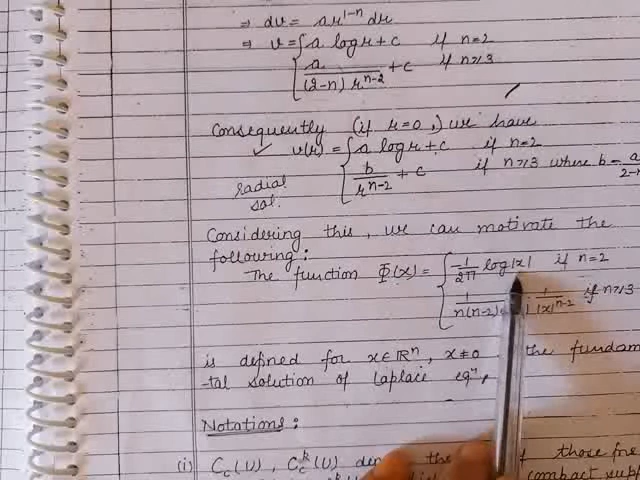 ⇒ dv = a r^{1-n} dr
⇒ v = { a log r + c if n=2
a/((2-n) r^{n-2}) + c if n≥3
Consequently (if r=0,) we have
✓ v(r) = { a log r + c if n=2
radial sol. b/r^{n-2} + c if n≥3 where b = a/2-
Considering this, we can motivate the
following:
The function Φ(x) = { -1/2π log|x| if n=2
1/n(n-2) 1/|x|^{n-2} if n≥3
is defined for x∈ℝⁿ, x≠0 the fundam
-tal solution of Laplace eqⁿ.
Notations:
(i) C_c(U), C_c^k(U) those
compact supp